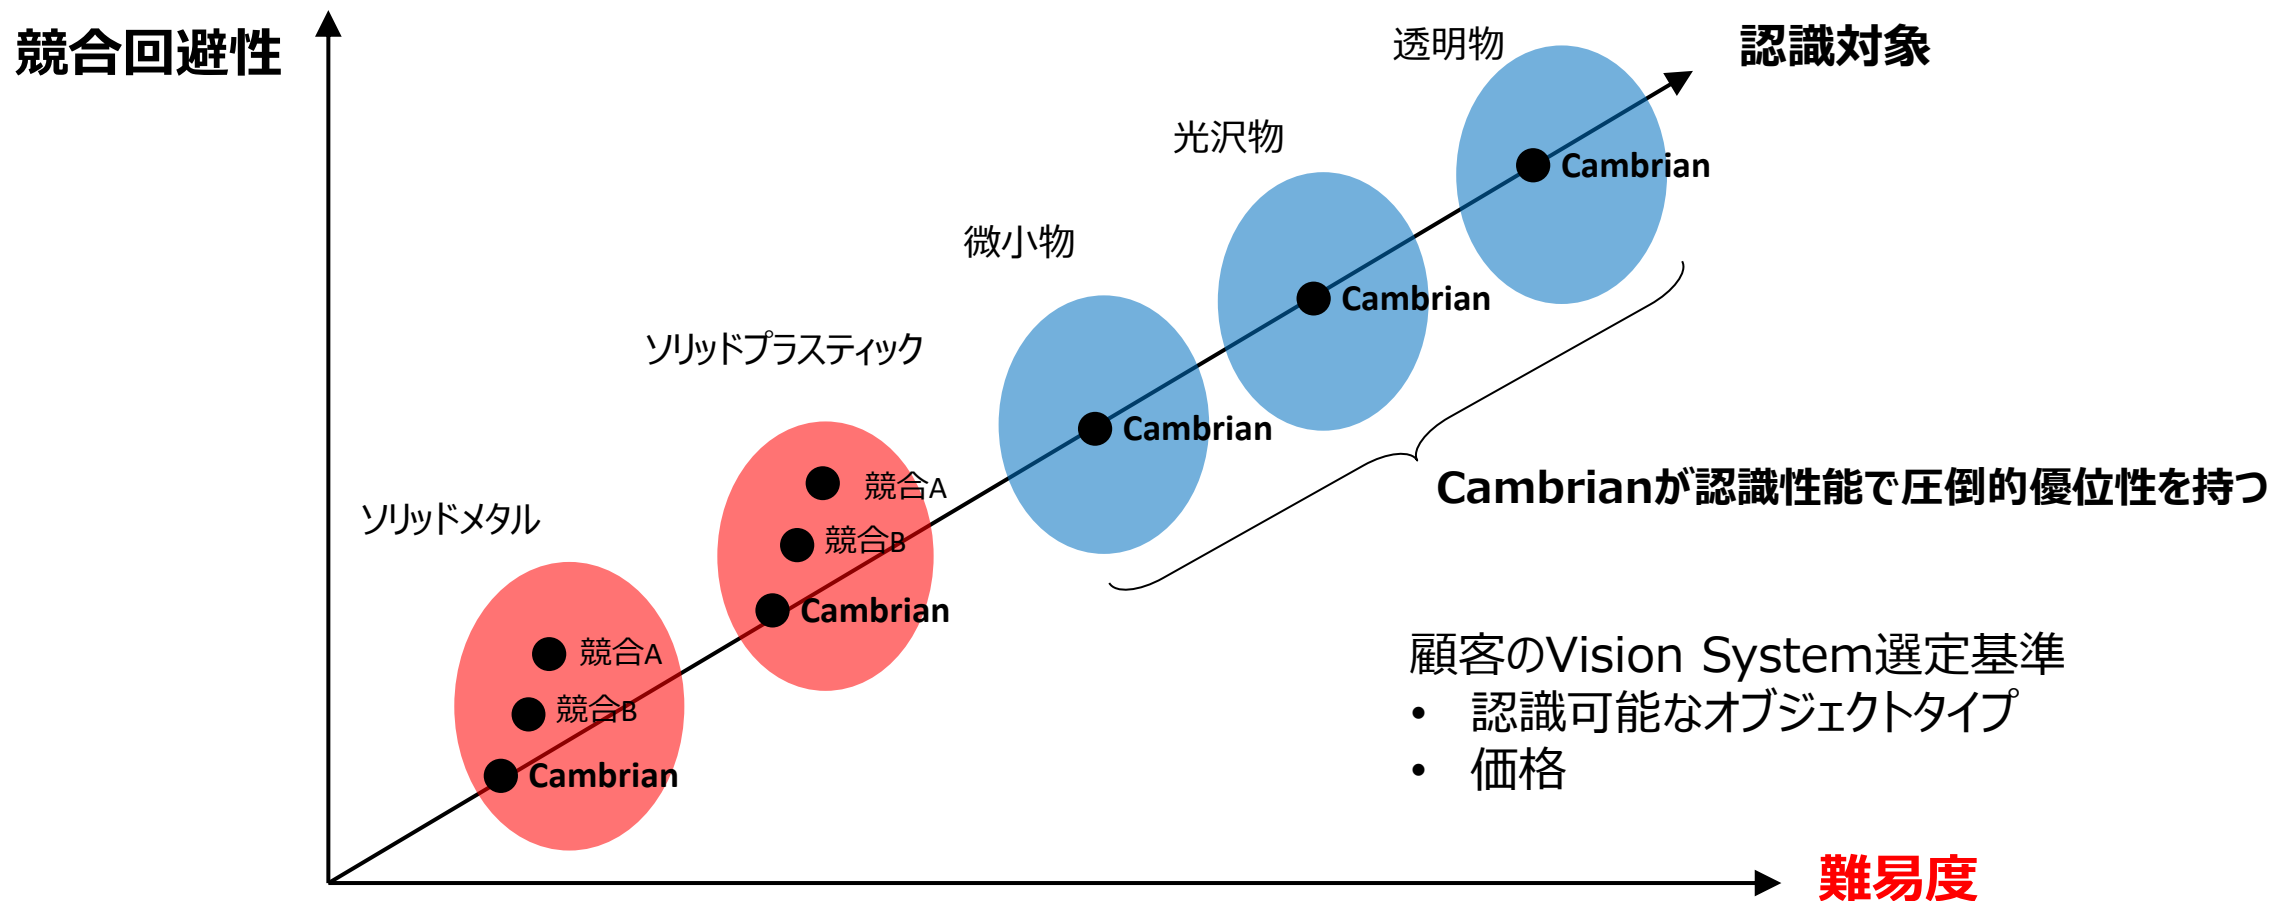 競合回避性
認識対象
透明物
Cambrian
光沢物
Cambrian
微小物
Cambrian
ソリッドプラスティック
競合A
競合B
Cambrian
ソリッドメタル
競合A
競合B
Cambrian
Cambrianが認識性能で圧倒的優位性を持つ
顧客のVision System選定基準
• 認識可能なオブジェクトタイプ
• 価格
難易度